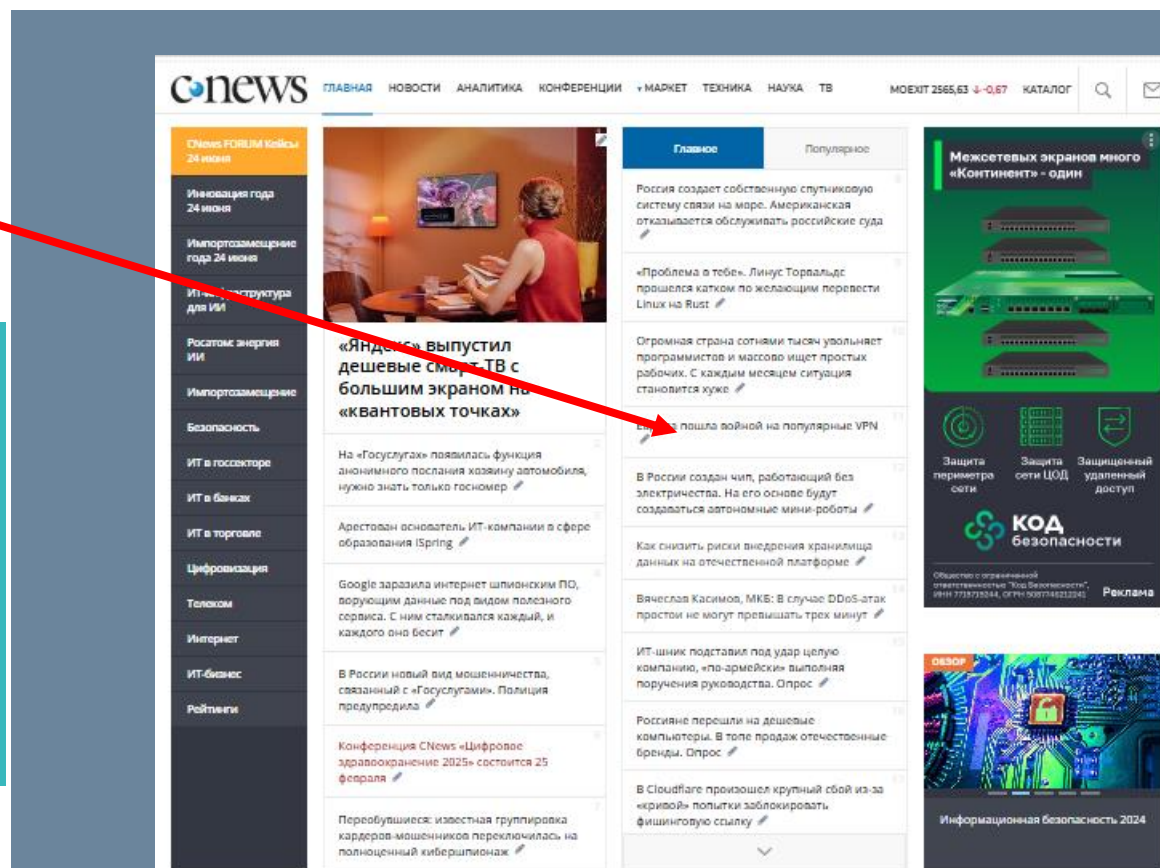 cnews
ГЛАВНАЯ НОВОСТИ АНАЛИТИКА КОНФЕРЕНЦИИ МАРКЕТ ТЕХНИКА НАУКА ТВ MOEXIT 2565,63 -0,67 КАТАЛОГ
CNews FORUM Кейсы
24 июня
Инновация года
24 июня
Импортозамещение
года 24 июня
для ИИ
Росатом: энергия
ИИ
Импортозамещение
Безопасность
ИТ в госсекторе
ИТ в банках
ИТ в торговле
Цифровизация
Телеком
Интернет
ИТ-бизнес
Рейтинги
«Яндекс» выпустил
дешевые смарт-ТВ с
большим экраном на
«квантовых точках»
На «Госуслугах» появилась функция
анонимного послания хозяину автомобиля,
нужно знать только госномер
Арестован основатель ИТ-компании в сфере
образования iSpring
Google заразила интернет шпионским ПО,
ворующим данные под видом полезного
сервиса. С ним сталкивался каждый, и
каждого оно бесит
В России новый вид мошенничества,
связанный с «Госуслугами». Полиция
предупредила
Конференция CNews «Цифровое
здравоохранение 2025» состоится 25
февраля
Переобувшиеся: известная группировка
кардеров-мошенников переключилась на
полноценный кибершпионаж
Главное Популярное
Россия создает собственную спутниковую
систему связи на море. Американская
отказывается обслуживать российские суда
«Проблема в тебе». Линус Торвальдс
прошелся катком по желающим перевести
Linux на Rust
Огромная страна сотнями тысяч увольняет
программистов и массово ищет простых
рабочих. С каждым месяцем ситуация
становится хуже
пошла войной на популярные VPN
В России создан чип, работающий без
электричества. На его основе будут
создаваться автономные мини-роботы
Как снизить риски внедрения хранилища
данных на отечественной платформе
Вячеслав Касимов, МКБ: В случае DDoS-атак
простои не могут превышать трех минут
ИТ-шник подставил под удар целую
компанию, «по-армейски» выполняя
поручения руководства. Опрос
Россияне перешли на дешевые
компьютеры. В топе продаж отечественные
бренды. Опрос
В Cloudflare произошел крупный сбой из-за
«кривой» попытки заблокировать
фишинговую ссылку
Межсетевых экранов много
«Континент» - один
Защита
периметра
сети
Защита
сети ЦОД
Защищенный
удаленный
доступ
КОД
безопасности
Общество с ограниченной
ответственностью "Код Безопасности",
Реклама
ОБЗОР
Информационная безопасность 2024